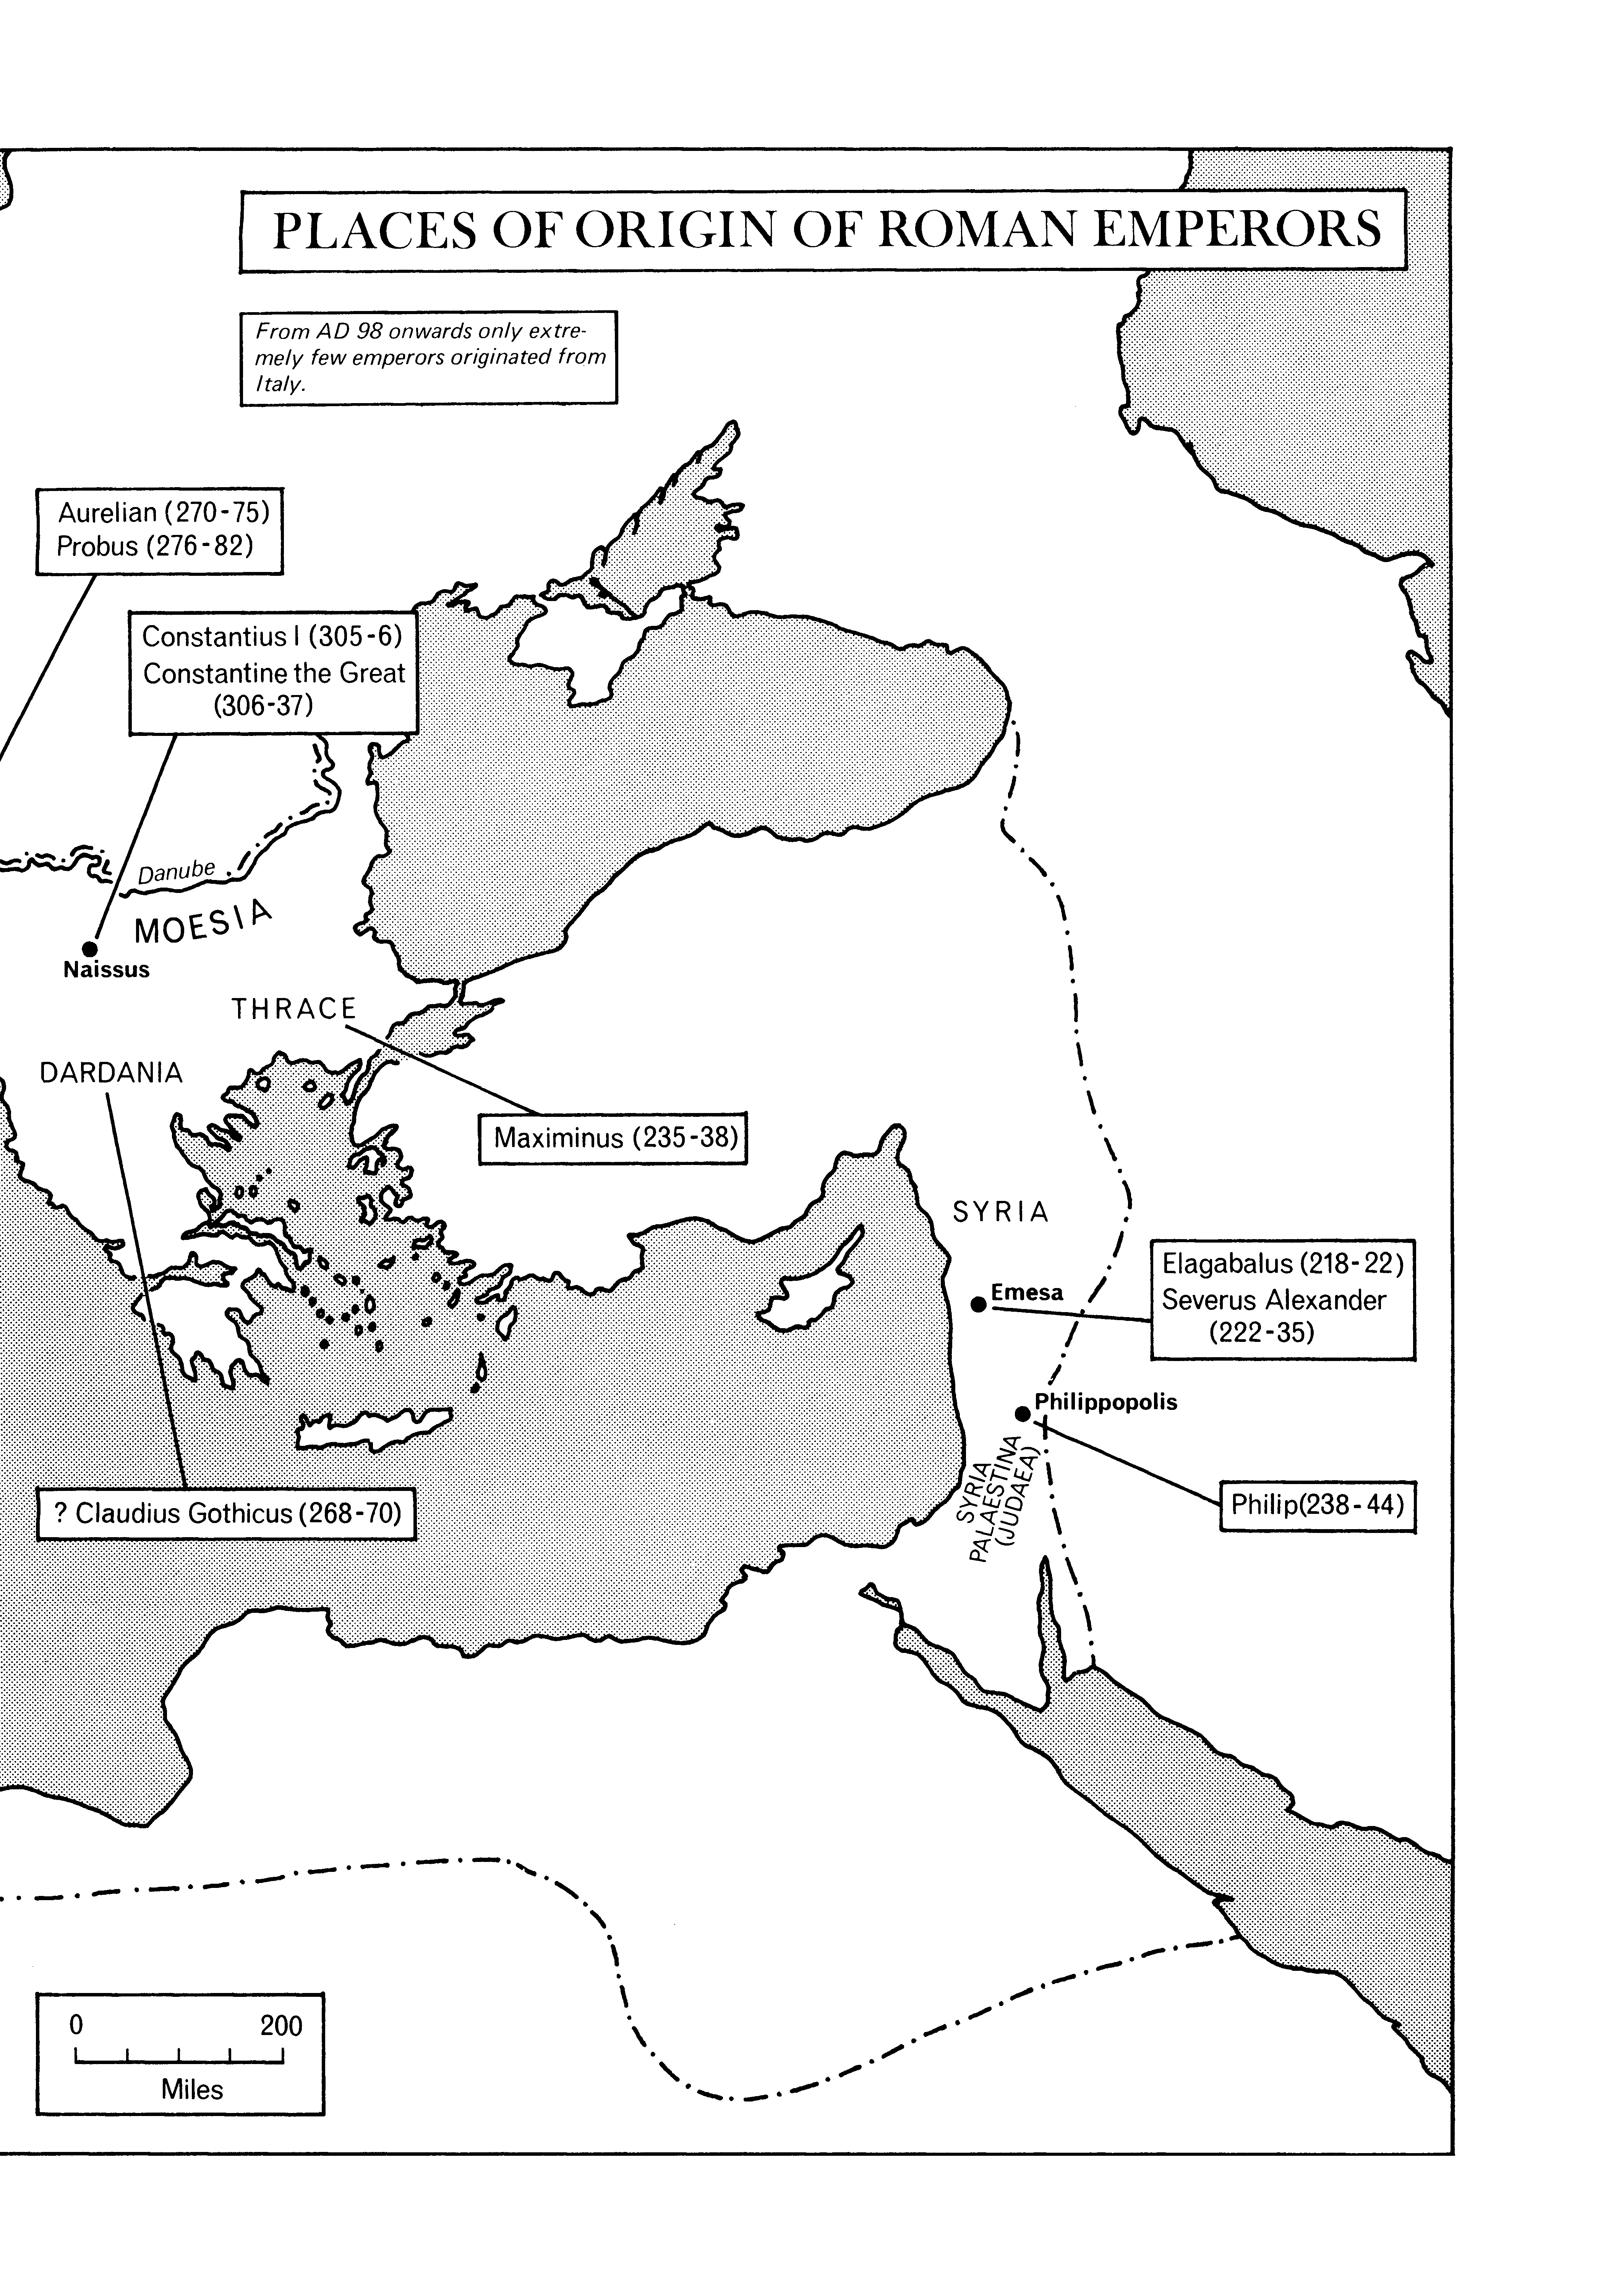 PLACES OF ORIGIN OF ROMAN EMPERORS
From AD 98 onwards only extre-
mely few emperors originated from
Italy.
Aurelian (270-75)
Probus (276-82)
Constantius I (305-6)
Constantine the Great
(306-37)
Danube
MOESIA
Naissus
THRACE
DARDANIA
Maximinus (235-38)
SYRIA
Elagabalus (218-22)
Severus Alexander
(222-35)
Emesa
Philippopolis
SYRIA
PALAESTINA
(JUDAEA)
Philip(238-44)
? Claudius Gothicus (268-70)
0 200
Miles